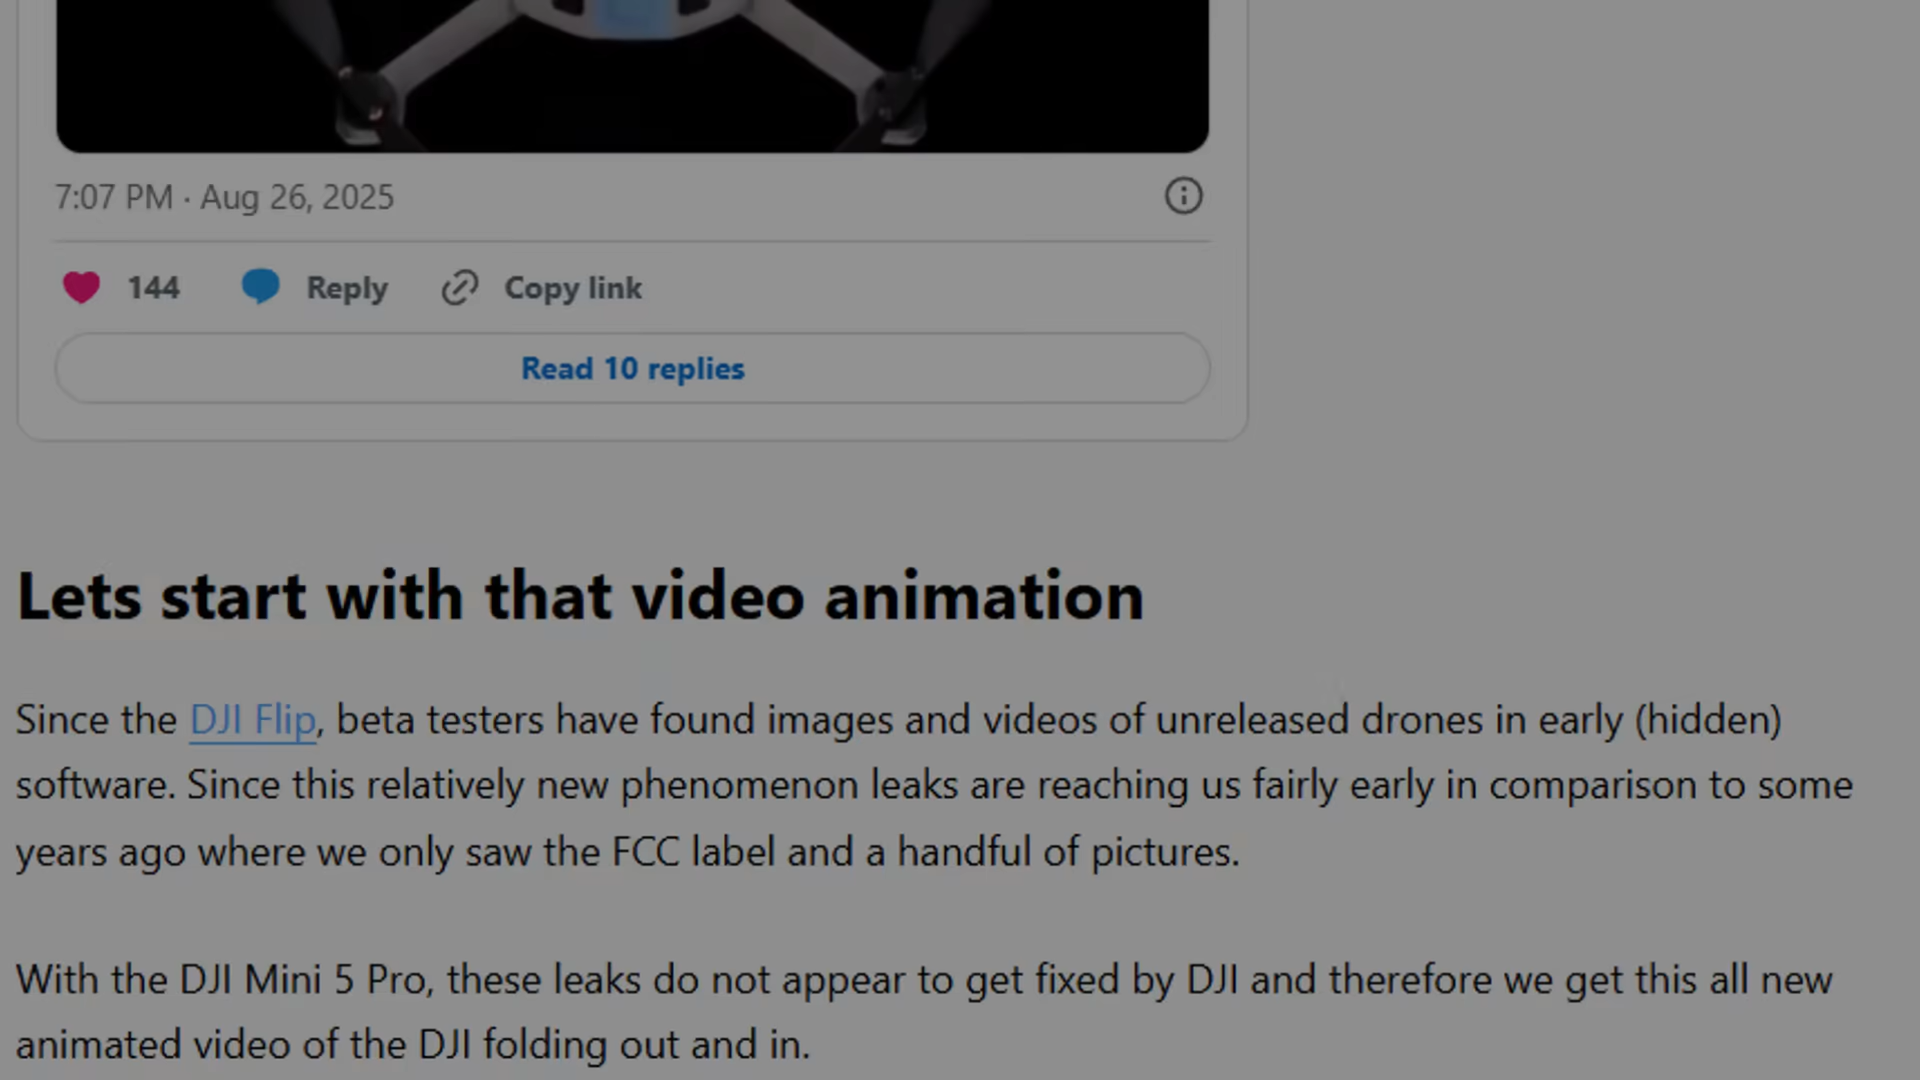 7:07 PM · Aug 26, 2025
144 Reply Copy link
Read 10 replies
Lets start with that video animation
Since the DJI Flip, beta testers have found images and videos of unreleased drones in early (hidden)
software. Since this relatively new phenomenon leaks are reaching us fairly early in comparison to some
years ago where we only saw the FCC label and a handful of pictures.
With the DJI Mini 5 Pro, these leaks do not appear to get fixed by DJI and therefore we get this all new
animated video of the DJI folding out and in.